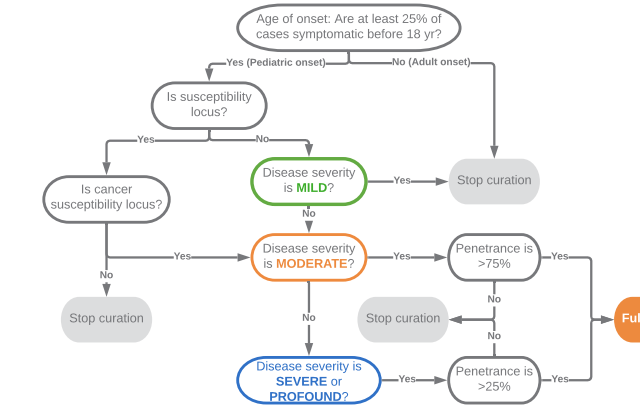 Age of onset: Are at least 25% of
cases symptomatic before 18 yr?
Yes (Pediatric onset)
No (Adult onset)
Is susceptibility
locus?
Yes
No
Is cancer
susceptibility locus?
Disease severity
is MILD?
Yes
Stop curation
No
Yes
Disease severity
is MODERATE?
Yes
Penetrance is
>75%
Yes
No
Stop curation
No
No
Stop curation
No
Disease severity is
SEVERE or
PROFOUND?
Yes
Penetrance is
>25%
Yes